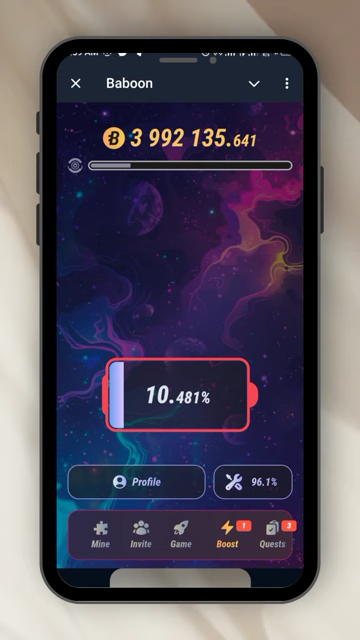 Baboon
3 992 135.641
10.481%
Profile
96.1%
Mine
Invite
Game
Boost
1
Quests
3